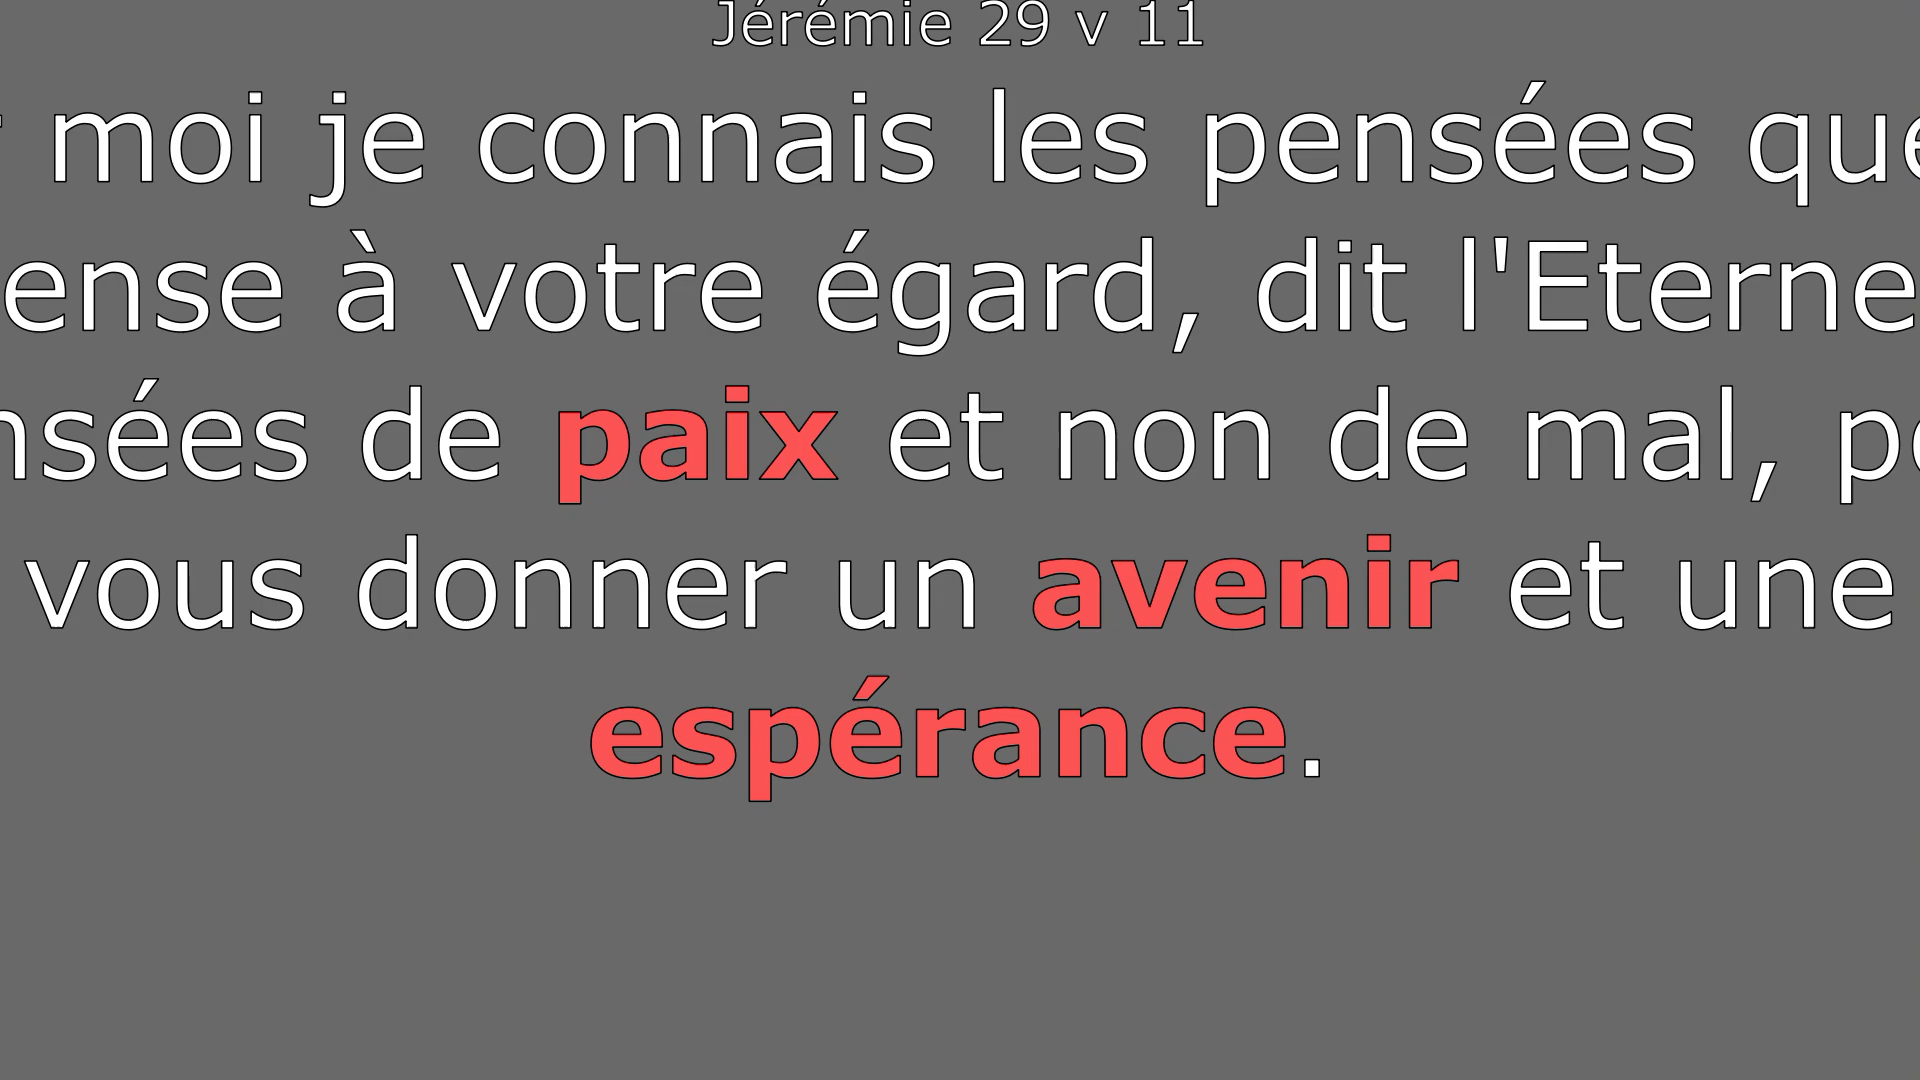 Jérémie 29 v 11
moi je connais les pensées que
ense à votre égard, dit l'Eterne
nsées de paix et non de mal, po
vous donner un avenir et une
espérance.